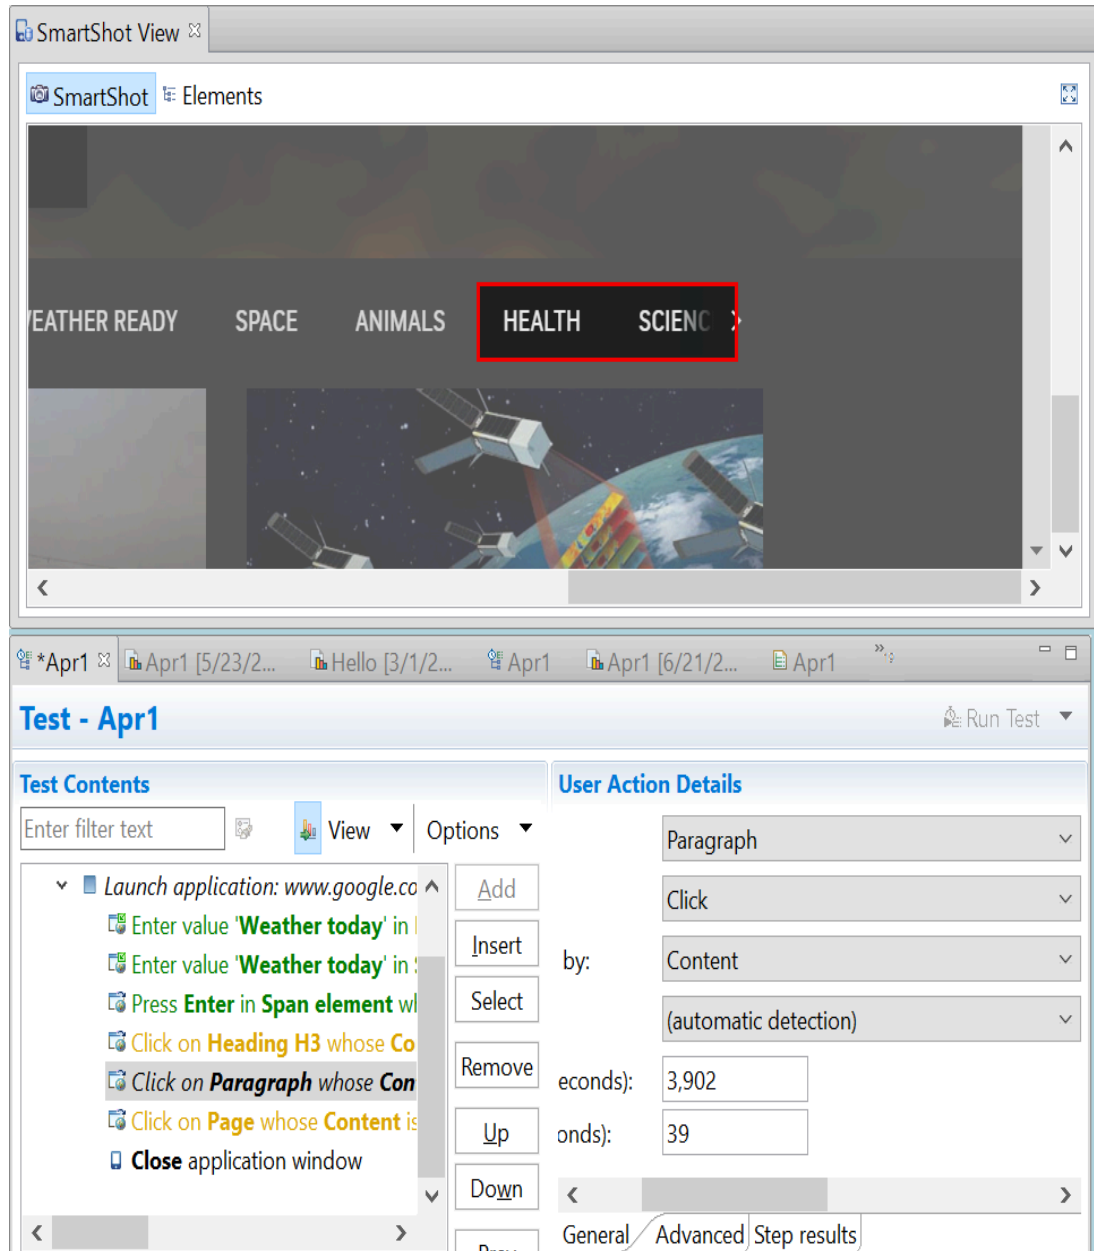 SmartShot View
SmartShot Elements
EATHER READY SPACE ANIMALS HEALTH SCIENC
*Apr1 Apr1 [5/23/2... Hello [3/1/2... Apr1 Apr1 [6/21/2... Apr1
Test - Apr1
Run Test
Test Contents
User Action Details
Enter filter text
View
Options
Launch application: www.google.co
Enter value 'Weather today' in
Enter value 'Weather today' in
Press Enter in Span element wh
Click on Heading H3 whose Co
Click on Paragraph whose Con
Click on Page whose Content is
Close application window
Add
Insert
Select
Remove
Up
Down
Paragraph
Click
by: Content
(automatic detection)
econds): 3,902
onds): 39
General Advanced Step results